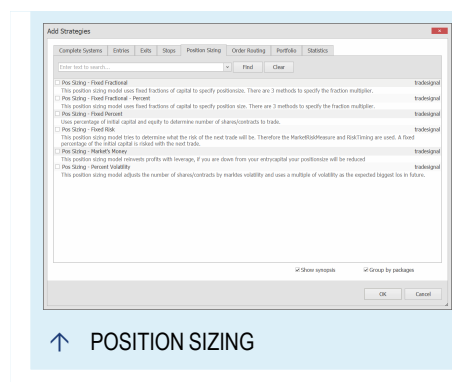 Add Strategies
Complete Systems Entries Exits Stops Position Sizing Order Routing Portfolio Statistics
Enter text to search... Find Clear
Pos Sizing - Fixed Fractional tradesignal
This position sizing model uses fixed fractions of capital to specify positionsize. There are 3 methods to specify the fraction multiplier.
Pos Sizing - Fixed Fractional - Percent tradesignal
This position sizing model uses fixed fractions of capital to specify position size. There are 3 methods to specify the fraction multiplier.
Pos Sizing - Fixed Percent tradesignal
Uses percentage of initial capital and equity to determine number of shares/contracts to trade.
Pos Sizing - Fixed Risk tradesignal
This position sizing model tries to determine what the risk of the next trade will be. Therefore the MarketRiskMeasure and RiskTiming are used. A fixed
percentage of the initial capital is risked with the next trade.
Pos Sizing - Market's Money tradesignal
This position sizing model reinvests profits with leverage, if you are down from your entrycapital your positionsize will be reduced
Pos Sizing - Percent Volatility tradesignal
This position sizing model adjusts the number of shares/contracts by markdes volatility and uses a multiple of volatility as the expected biggest los in future.
Show synopsis Group by packages
OK Cancel
↑ POSITION SIZING